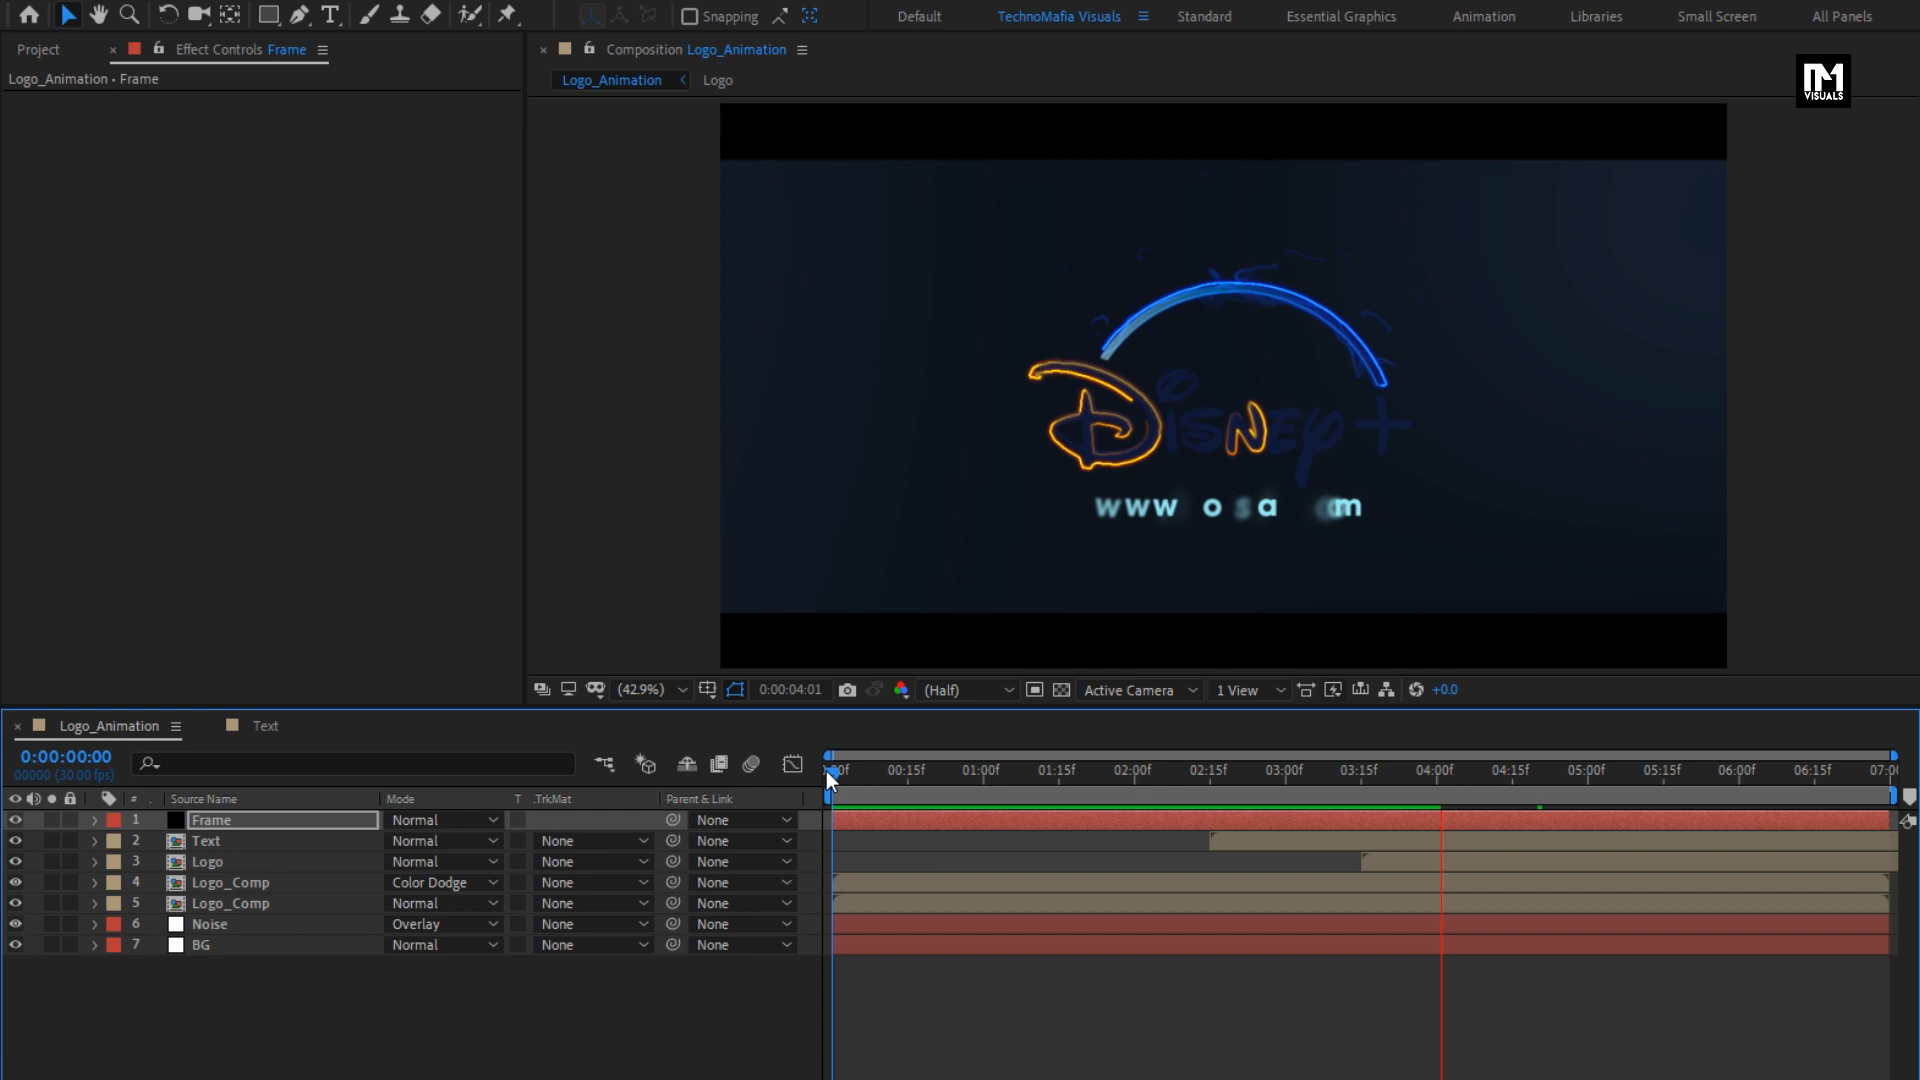 Snapping
Default
TechnoMafia Visuals
Standard
Essential Graphics
Animation
Libraries
Small Screen
All Panels
Project
Effect Controls Frame
Composition Logo_Animation
Logo_Animation • Frame
Logo_Animation
Logo
VISUALS
DISNEY+
www o s a m
(42.9%)
0:00:04:01
(Half)
Active Camera
1 View
+0.0
Logo_Animation
Text
0:00:00:00
00000 (30.00 fps)
00:15f 01:00f 01:15f 02:00f 02:15f 03:00f 03:15f 04:00f 04:15f 05:00f 05:15f 06:00f 06:15f 07:00
# Source Name Mode T .TrkMat Parent & Link
1 Frame Normal None
2 Text Normal None None
3 Logo Normal None None
4 Logo_Comp Color Dodge None None
5 Logo_Comp Normal None None
6 Noise Overlay None None
7 BG Normal None None